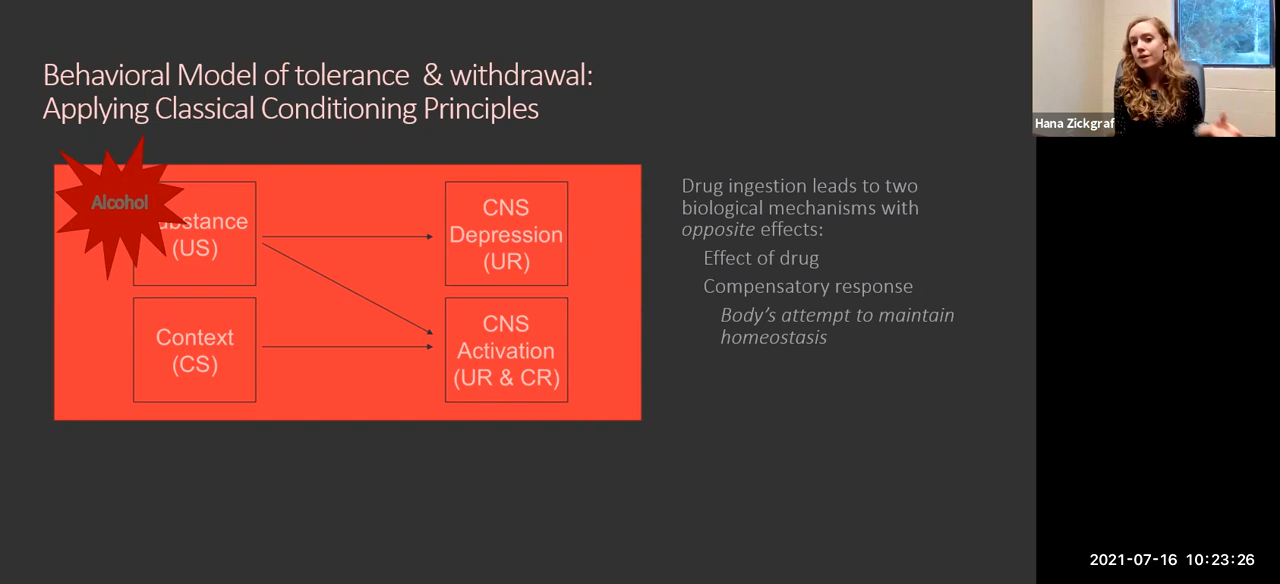 Behavioral Model of tolerance & withdrawal:
Applying Classical Conditioning Principles
Alcohol
ubstance
(US)
CNS
Depression
(UR)
Context
(CS)
CNS
Activation
(UR & CR)
Drug ingestion leads to two
biological mechanisms with
opposite effects:
Effect of drug
Compensatory response
Body's attempt to maintain
homeostasis
Hana Zickgraf
2021-07-16 10:23:26